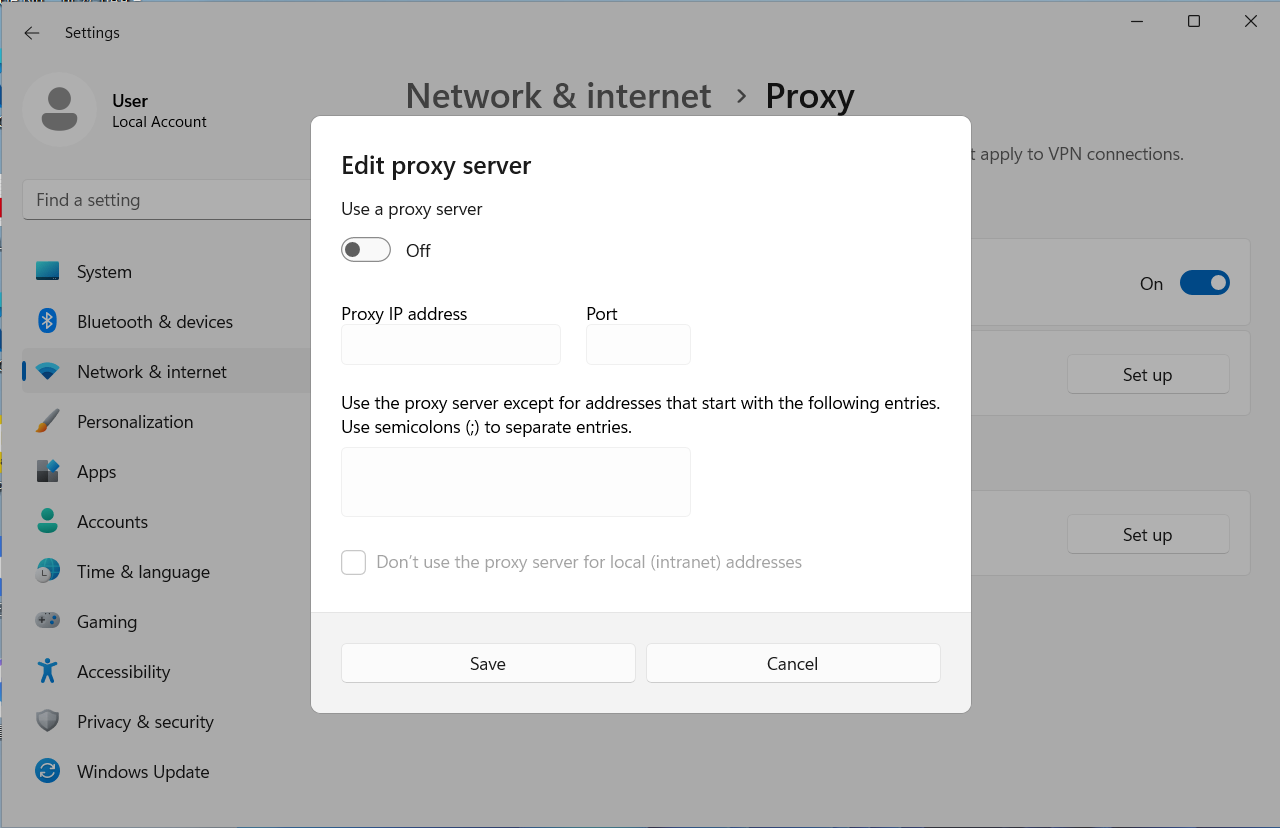 Settings
User
Local Account
Find a setting
System
Bluetooth & devices
Network & internet
Personalization
Apps
Accounts
Time & language
Gaming
Accessibility
Privacy & security
Windows Update
Network & internet › Proxy
apply to VPN connections.
On
Set up
Set up
Edit proxy server
Use a proxy server
Off
Proxy IP address Port
Use the proxy server except for addresses that start with the following entries.
Use semicolons (;) to separate entries.
Don't use the proxy server for local (intranet) addresses
Save Cancel